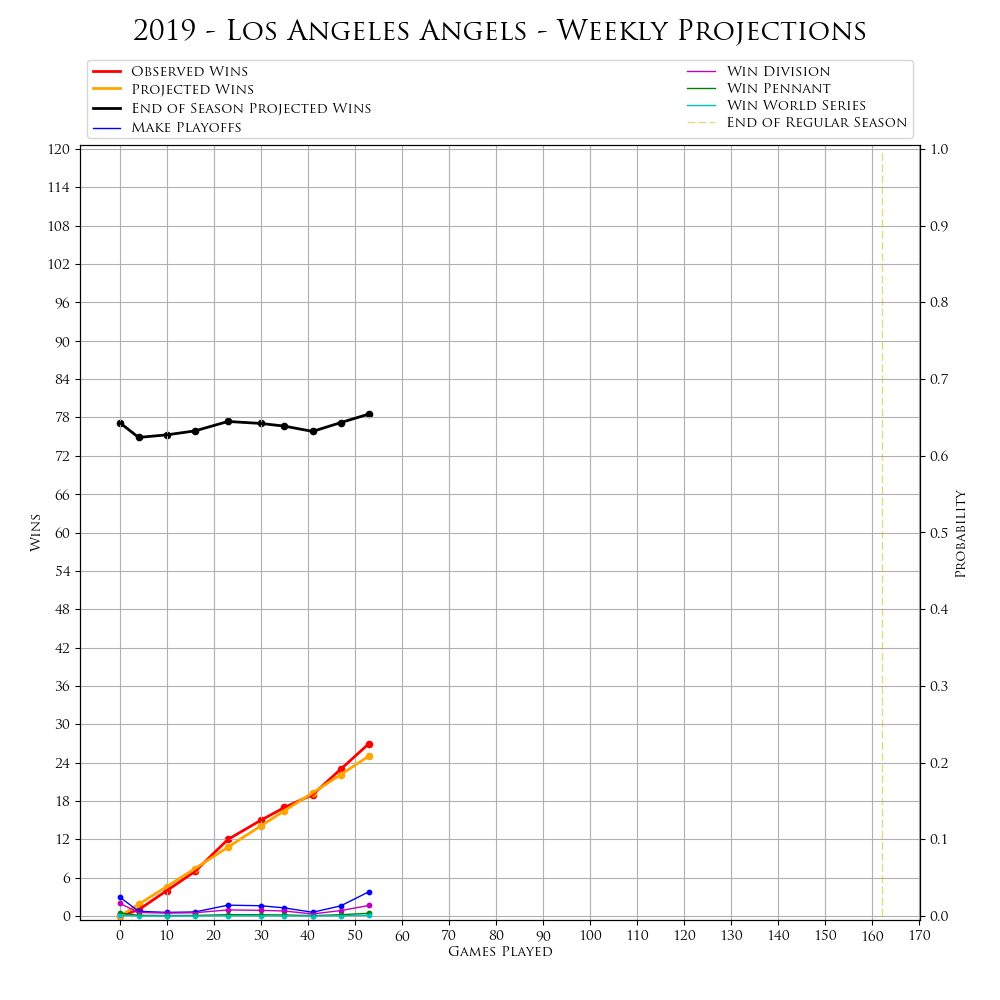 2019 - Los Angeles Angels - Weekly Projections
Observed Wins
Projected Wins
End of Season Projected Wins
Make Playoffs
Win Division
Win Pennant
Win World Series
End of Regular Season
120
114
108
102
96
90
84
78
72
66
60
54
48
42
36
30
24
18
12
6
0
Wins
1.0
0.9
0.8
0.7
0.6
0.5
0.4
0.3
0.2
0.1
0.0
Probability
0 10 20 30 40 50 60 70 80 90 100 110 120 130 140 150 160 170
Games Played